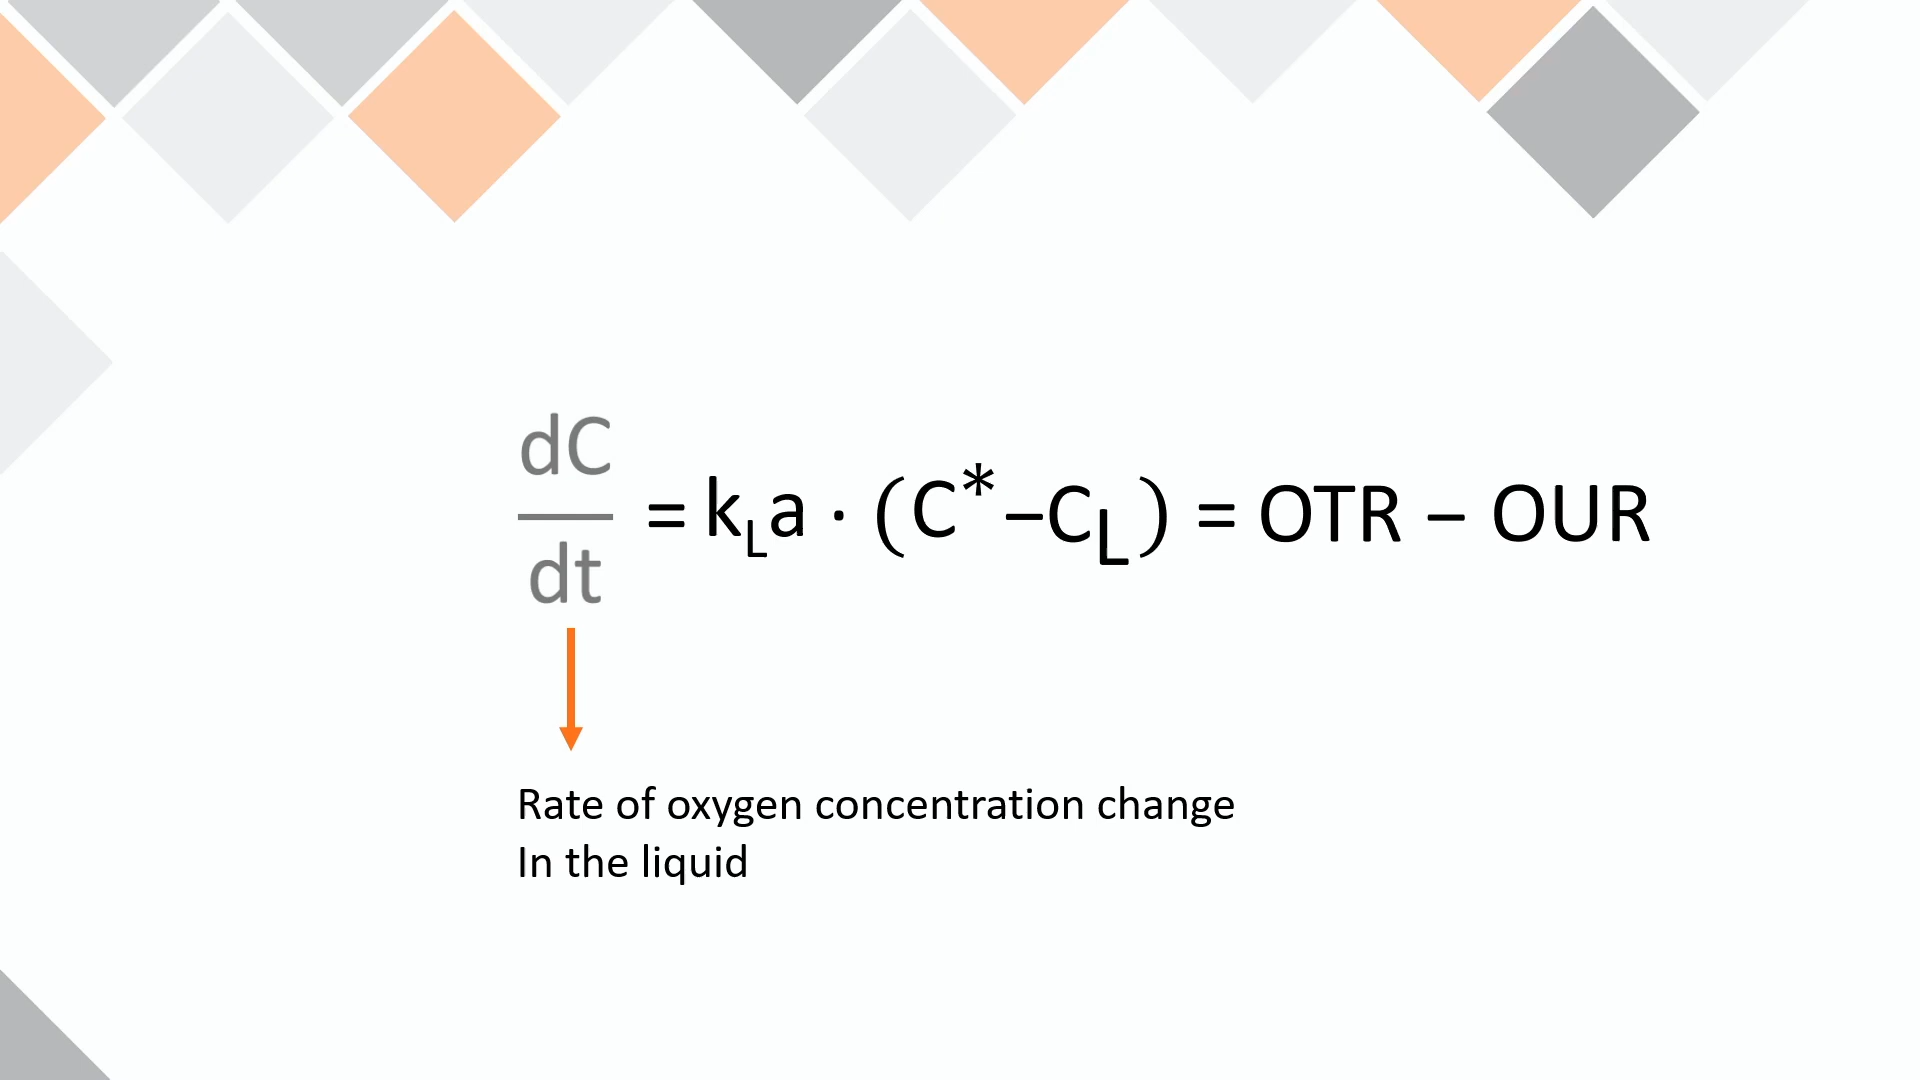 dC
dt
= kLa · (C* –CL) = OTR – OUR
Rate of oxygen concentration change
In the liquid